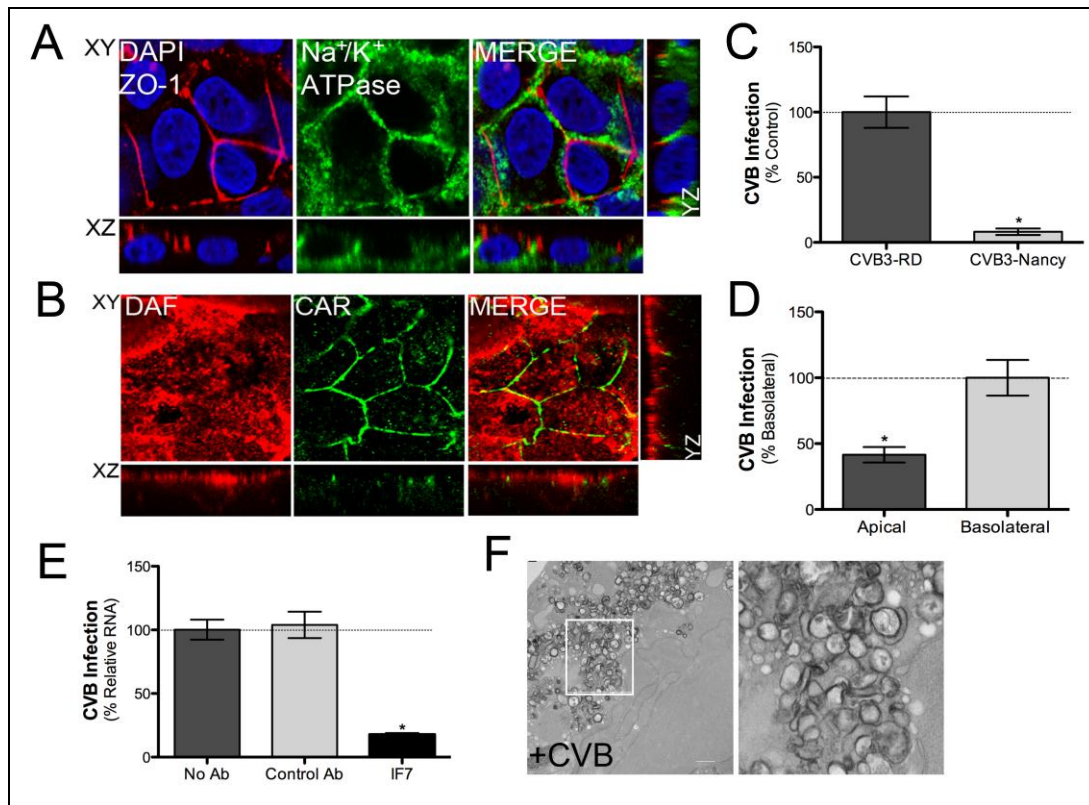 A
XY
DAPI
ZO-1
Na+/K+
ATPase
MERGE
YZ
XZ
B
XY
DAF
CAR
MERGE
YZ
XZ
C
CVB Infection
(% Control)
150
100
50
0
*
CVB3-RD
CVB3-Nancy
D
CVB Infection
(% Basolateral)
150
100
50
0
*
Apical
Basolateral
E
CVB Infection
(% Relative RNA)
150
100
50
0
*
No Ab
Control Ab
IF7
F
+CVB